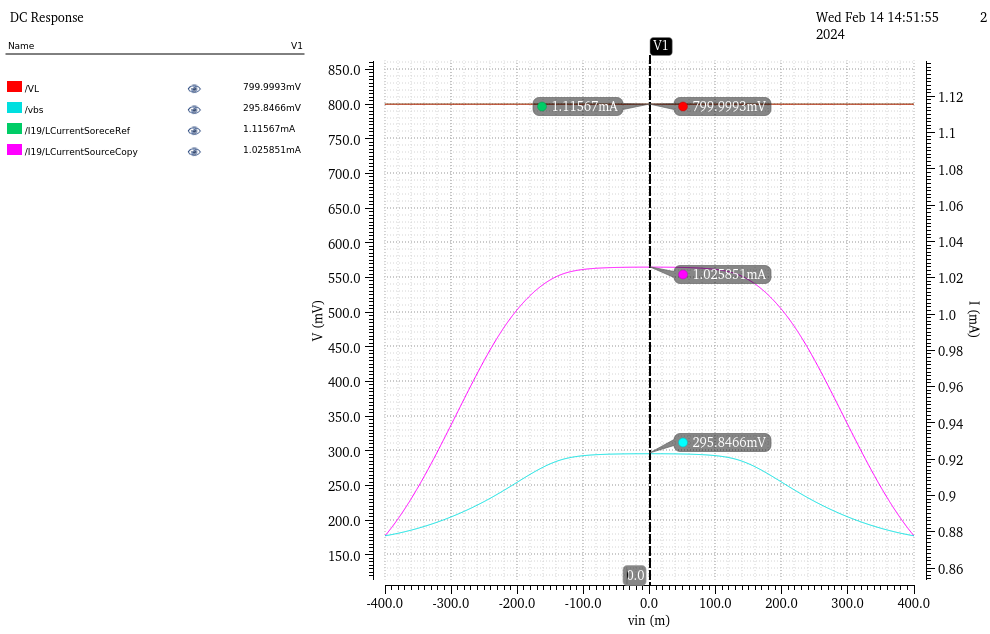 DC Response
Wed Feb 14 14:51:55 2
2024
Name V1
/VL 799.9993mV
/vbs 295.8466mV
/I19/LCurrentSoreceRef 1.11567mA
/I19/LCurrentSourceCopy 1.025851mA
V1
850.0
800.0
750.0
700.0
650.0
600.0
550.0
500.0
450.0
400.0
350.0
300.0
250.0
200.0
150.0
V (mV)
1.11567mA
799.9993mV
1.025851mA
295.8466mV
0.0
1.12
1.1
1.08
1.06
1.04
1.02
1.0
0.98
0.96
0.94
0.92
0.9
0.88
0.86
I (mA)
-400.0 -300.0 -200.0 -100.0 0.0 100.0 200.0 300.0 400.0
vin (m)